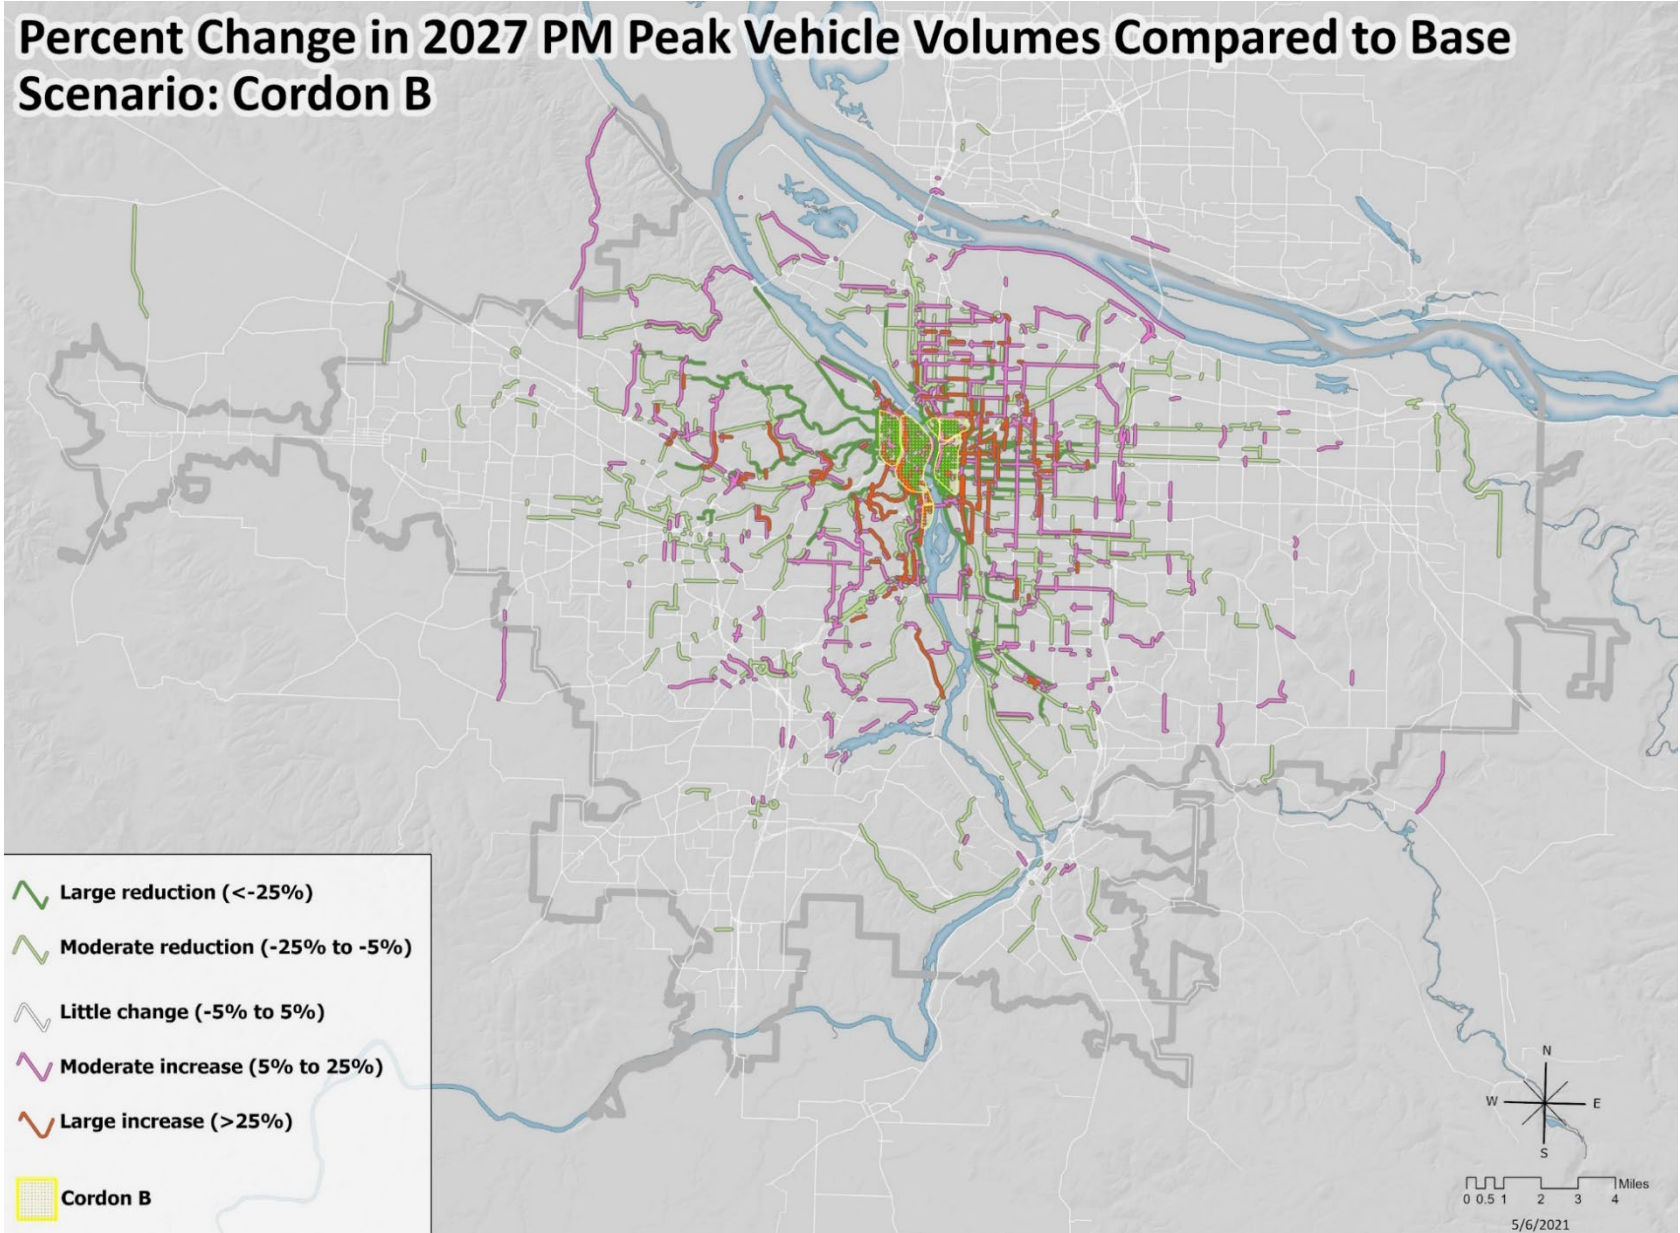 Percent Change in 2027 PM Peak Vehicle Volumes Compared to Base
Scenario: Cordon B
Large reduction (<-25%)
Moderate reduction (-25% to -5%)
Little change (-5% to 5%)
Moderate increase (5% to 25%)
Large increase (>25%)
Cordon B
N
W E
S
Miles
0 0.5 1 2 3 4
5/6/2021